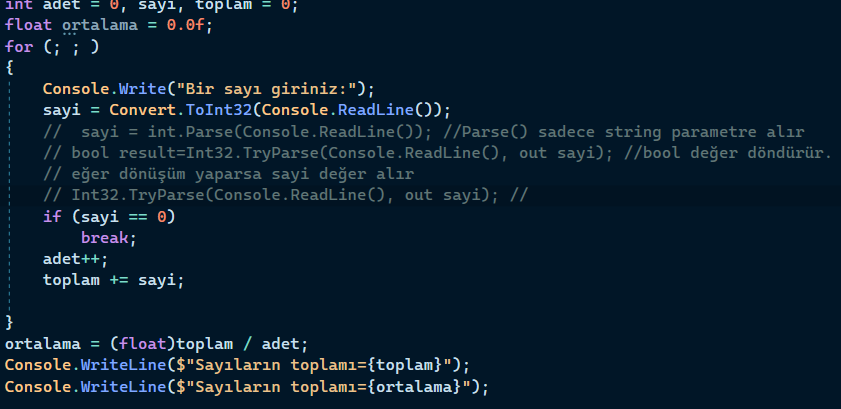 int adet = 0, sayi, toplam = 0;
float ortalama = 0.0f;
for (; ; )
{
Console.Write("Bir sayı giriniz:");
sayi = Convert.ToInt32(Console.ReadLine());
//  sayi = int.Parse(Console.ReadLine()); //Parse() sadece string parametre alır
// bool result=Int32.TryParse(Console.ReadLine(), out sayi); //bool değer döndürür.
// eğer dönüşüm yaparsa sayi değer alır
// Int32.TryParse(Console.ReadLine(), out sayi); //
if (sayi == 0)
break;
adet++;
toplam += sayi;
}
ortalama = (float)toplam / adet;
Console.WriteLine($"Sayıların toplamı={toplam}");
Console.WriteLine($"Sayıların toplamı={ortalama}");